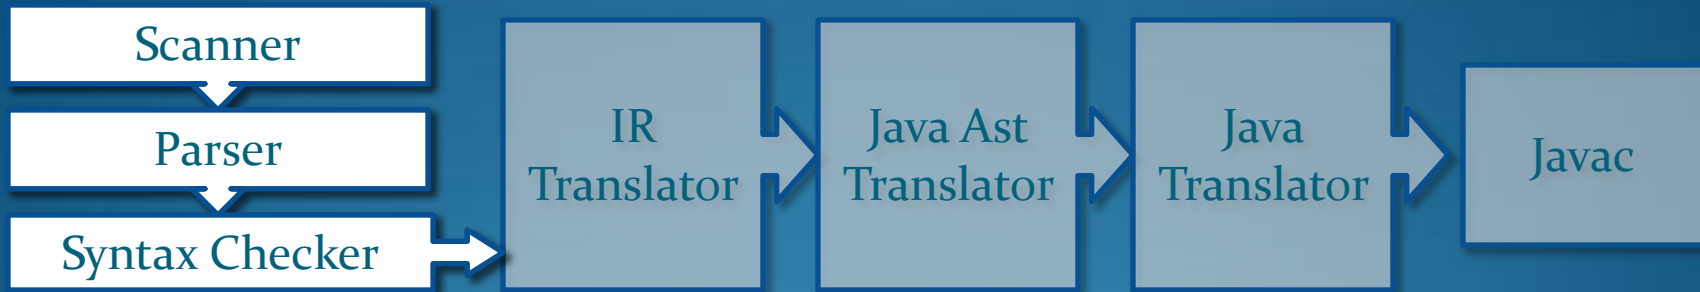 Scanner
Parser
Syntax Checker
IR
Translator
Java Ast
Translator
Java
Translator
Javac